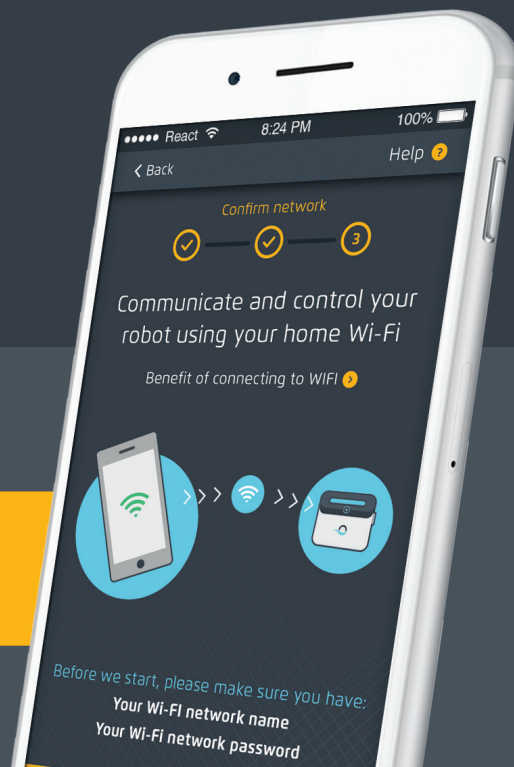 ●●●●● React 8:24 PM 100%
< Back Help ?
Confirm network
3
Communicate and control your
robot using your home Wi-Fi
Benefit of connecting to WIFI >
Before we start, please make sure you have:
Your Wi-FI network name
Your Wi-Fi network password